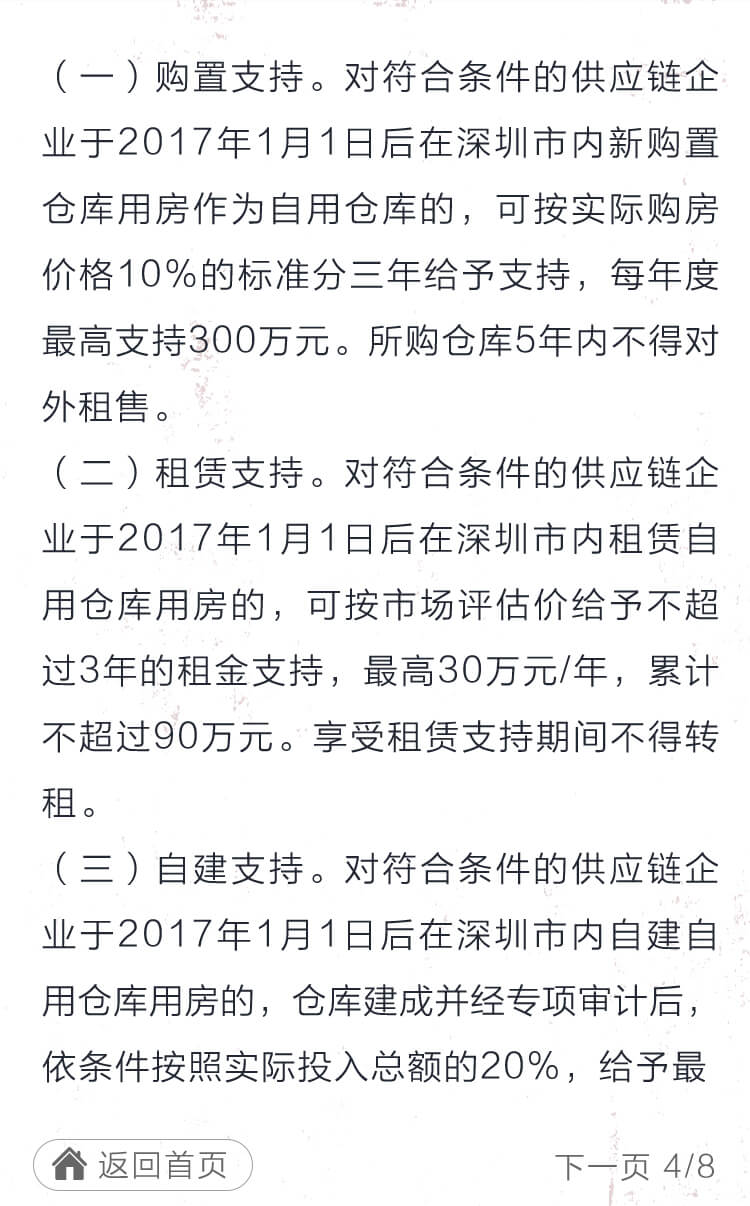 （一）购置支持。对符合条件的供应链企
业于2017年1月1日后在深圳市内新购置
仓库用房作为自用仓库的，可按实际购房
价格10%的标准分三年给予支持，每年度
最高支持300万元。所购仓库5年内不得对
外租售。
（二）租赁支持。对符合条件的供应链企
业于2017年1月1日后在深圳市内租赁自
用仓库用房的，可按市场评估价给予不超
过3年的租金支持，最高30万元/年，累计
不超过90万元。享受租赁支持期间不得转
租。
（三）自建支持。对符合条件的供应链企
业于2017年1月1日后在深圳市内自建自
用仓库用房的，仓库建成并经专项审计后，
依条件按照实际投入总额的20%，给予最
返回首页
下一页 4/8